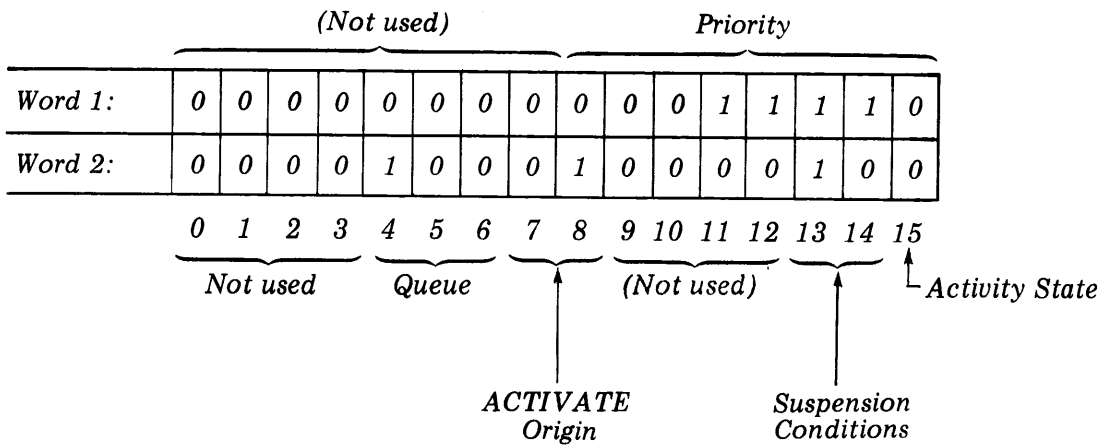 (Not used) Priority
Word 1: 0 0 0 0 0 0 0 0 0 0 0 1 1 1 1 0
Word 2: 0 0 0 0 1 0 0 0 1 0 0 0 0 1 0 0
0 1 2 3 4 5 6 7 8 9 10 11 12 13 14 15
Not used Queue (Not used) Activity State
ACTIVATE Suspension
Origin Conditions